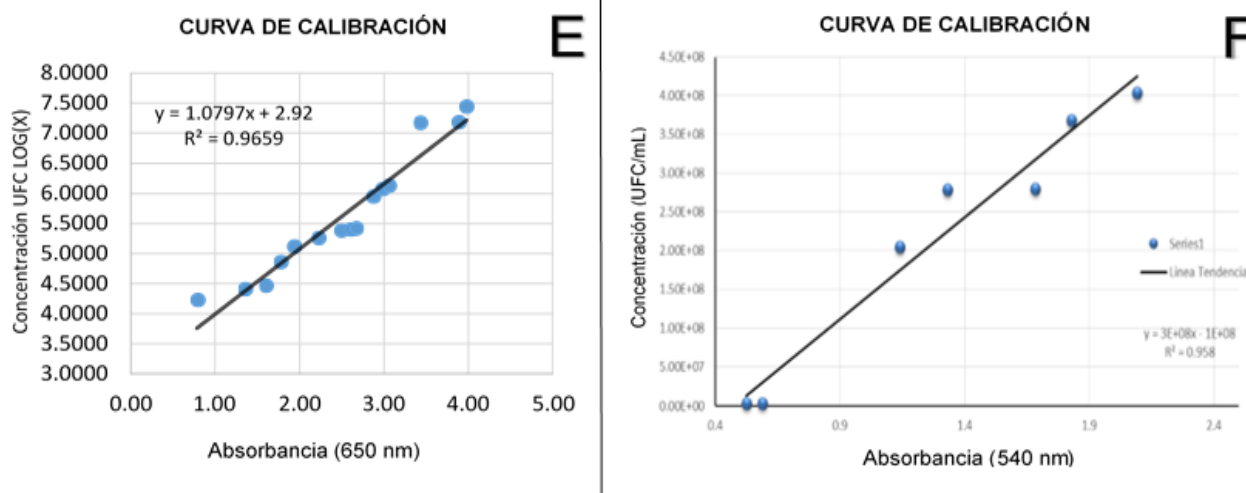 CURVA DE CALIBRACIÓN
E
8.0000
7.5000
7.0000
6.5000
6.0000
5.5000
5.0000
4.5000
4.0000
3.5000
3.0000
y = 1.0797x + 2.92
R² = 0.9659
Concentración UFC LOG(X)
0.00 1.00 2.00 3.00 4.00 5.00
Absorbancia (650 nm)
CURVA DE CALIBRACIÓN
F
4.50E+08
4.00E+08
3.50E+08
3.00E+08
2.50E+08
2.00E+08
1.50E+08
1.00E+08
5.00E+07
0.00E+00
Concentración (UFC/mL)
Series1
Linea Tendencia
y = 3E+08x - 1E+08
R² = 0.958
0.4 0.9 1.4 1.9 2.4
Absorbancia (540 nm)